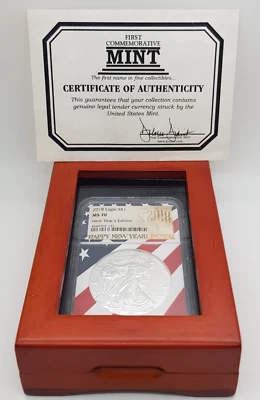 FIRST
COMMEMORATIVE
MINT
The first name in fine collectibles...
CERTIFICATE OF AUTHENTICITY
This guarantees that your collection contains
genuine legal tender currency struck by the
United States Mint.
2018 Eagle S$1
MS 70
New Year's Edition
2018
HAPPY NEW YEAR!